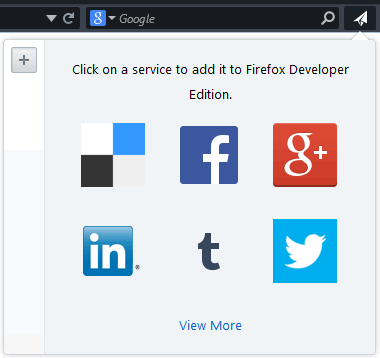 Google
Click on a service to add it to Firefox Developer
Edition.
f
g+
in
t
View More